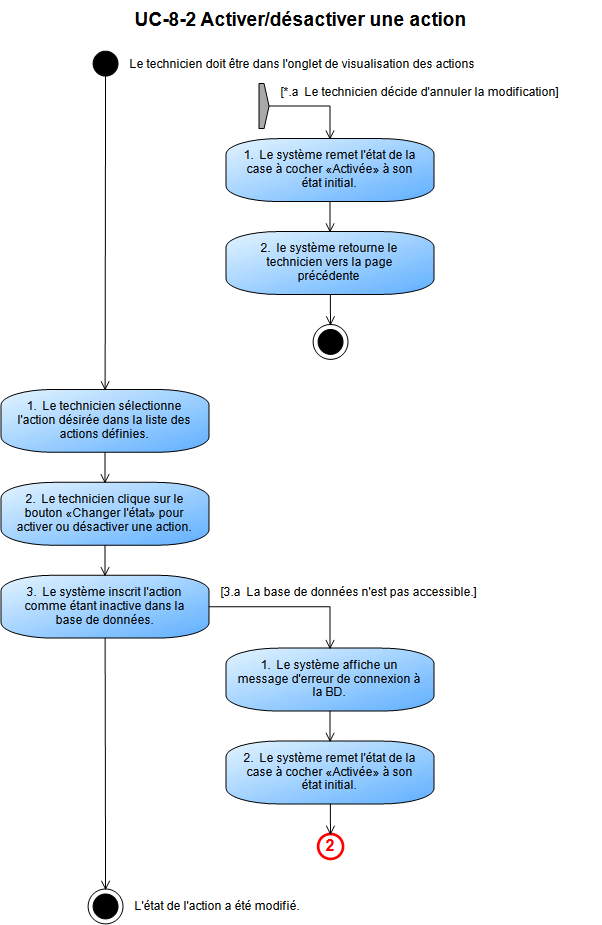 UC-8-2 Activer/désactiver une action
Le technicien doit être dans l'onglet de visualisation des actions
[*.a  Le technicien décide d'annuler la modification]
1.  Le système remet l'état de la
case à cocher «Activée» à son
état initial.
2.  le système retourne le
technicien vers la page
précédente
1.  Le technicien sélectionne
l'action désirée dans la liste des
actions définies.
2.  Le technicien clique sur le
bouton «Changer l'état» pour
activer ou désactiver une action.
3.  Le système inscrit l'action
comme étant inactive dans la
base de données.
[3.a  La base de données n'est pas accessible.]
1.  Le système affiche un
message d'erreur de connexion à
la BD.
2.  Le système remet l'état de la
case à cocher «Activée» à son
état initial.
2
L'état de l'action a été modifié.